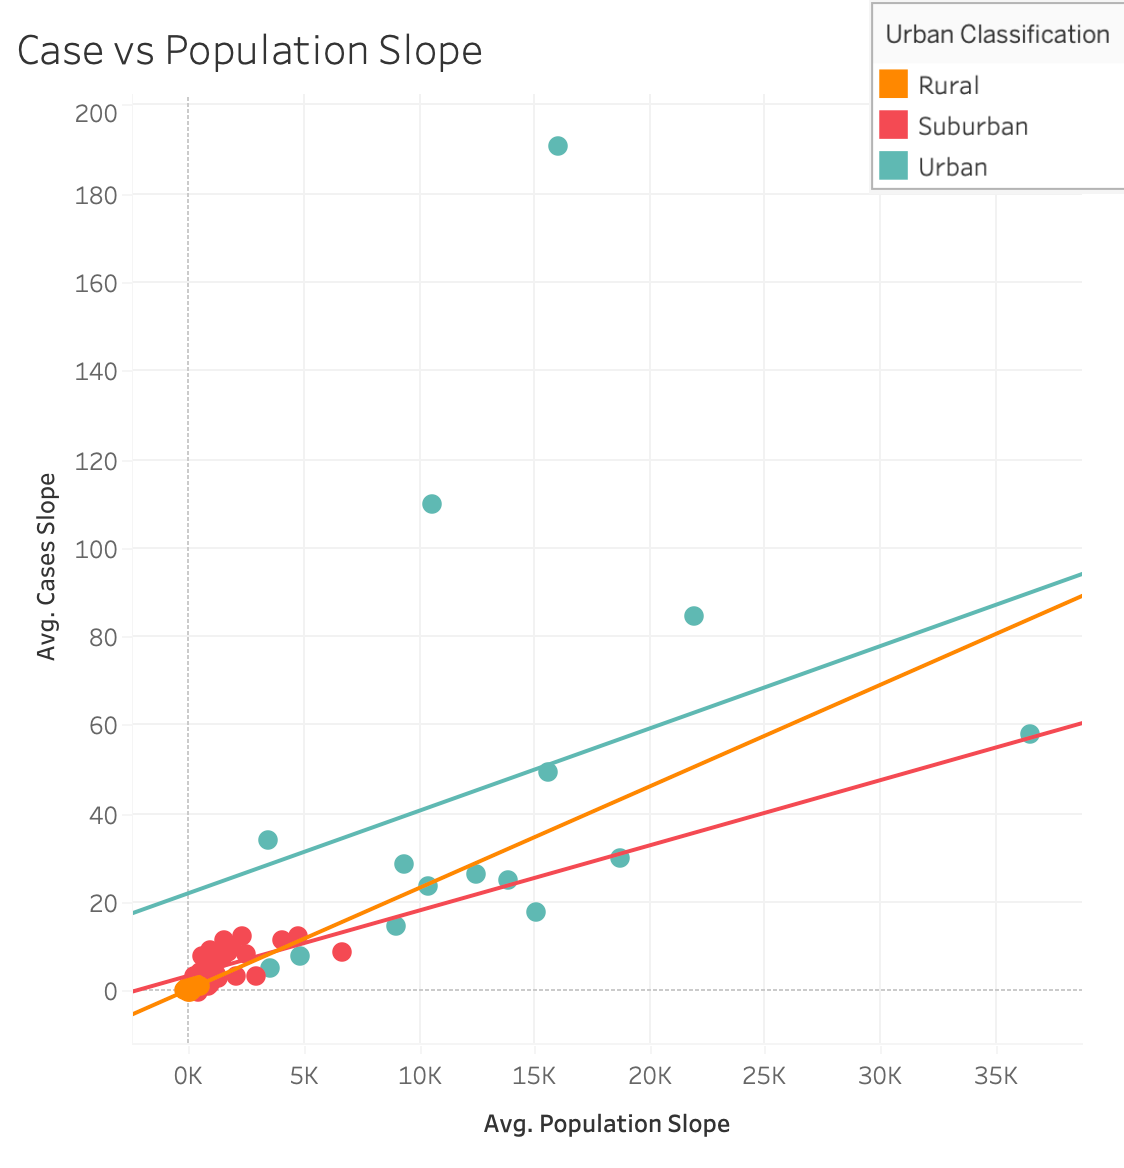 Case vs Population Slope
Urban Classification
Rural
Suburban
Urban
Avg. Cases Slope
200
180
160
140
120
100
80
60
40
20
0
0K 5K 10K 15K 20K 25K 30K 35K
Avg. Population Slope